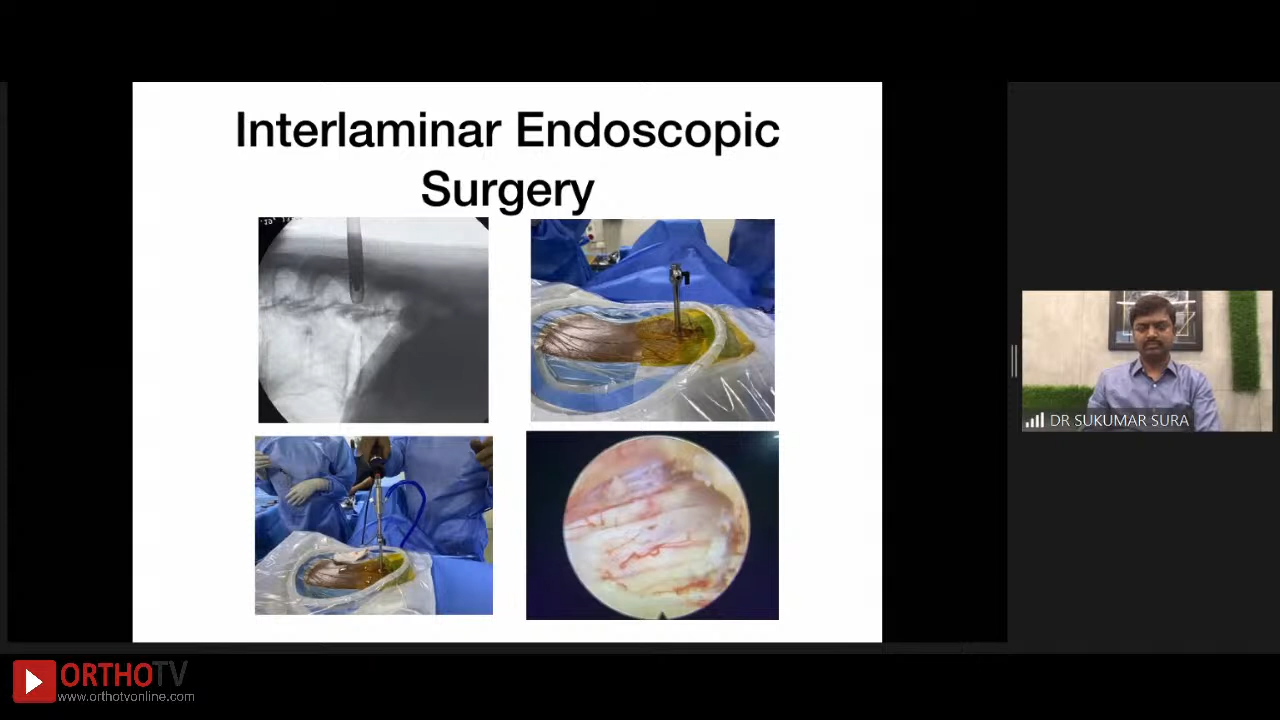 Interlaminar Endoscopic
Surgery
DR SUKUMAR SURA
ORTHOTV
www.orthotvonline.com